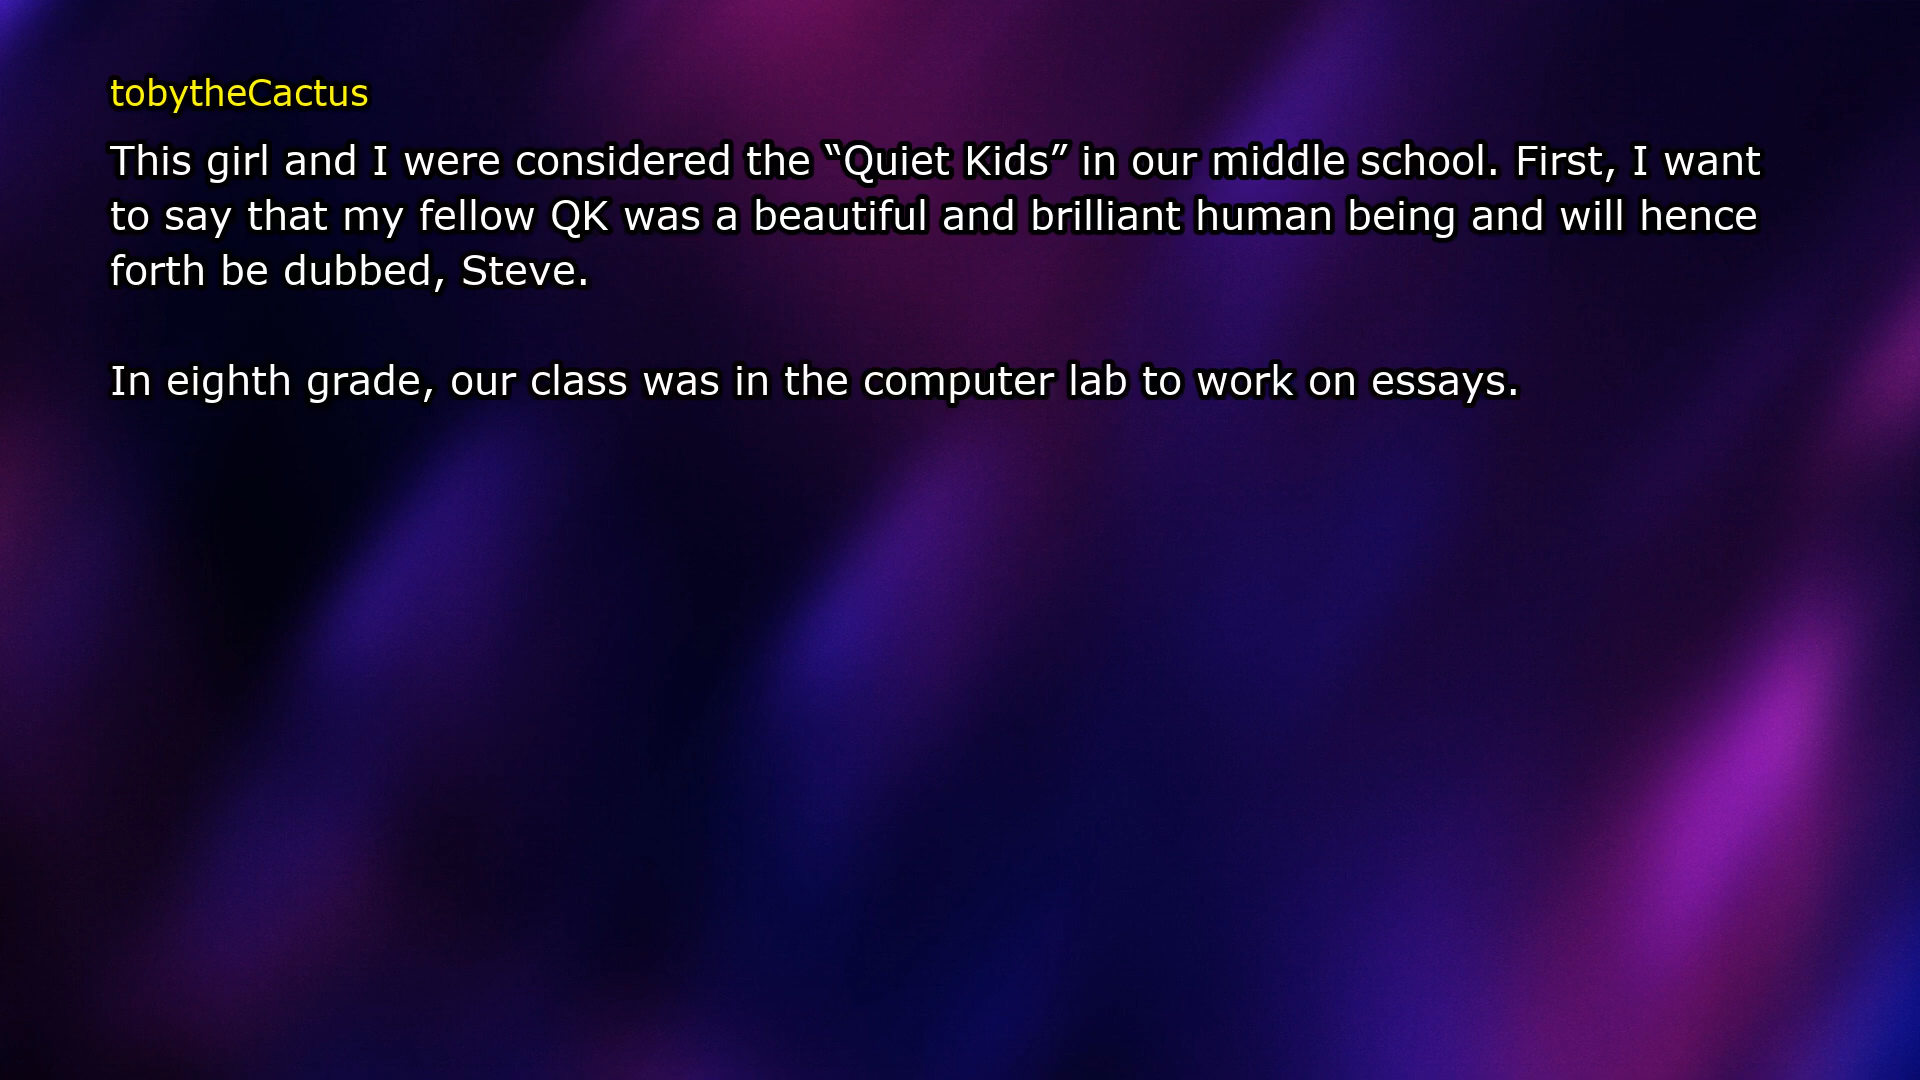 tobytheCactus
This girl and I were considered the “Quiet Kids” in our middle school. First, I want
to say that my fellow QK was a beautiful and brilliant human being and will hence
forth be dubbed, Steve.
In eighth grade, our class was in the computer lab to work on essays.